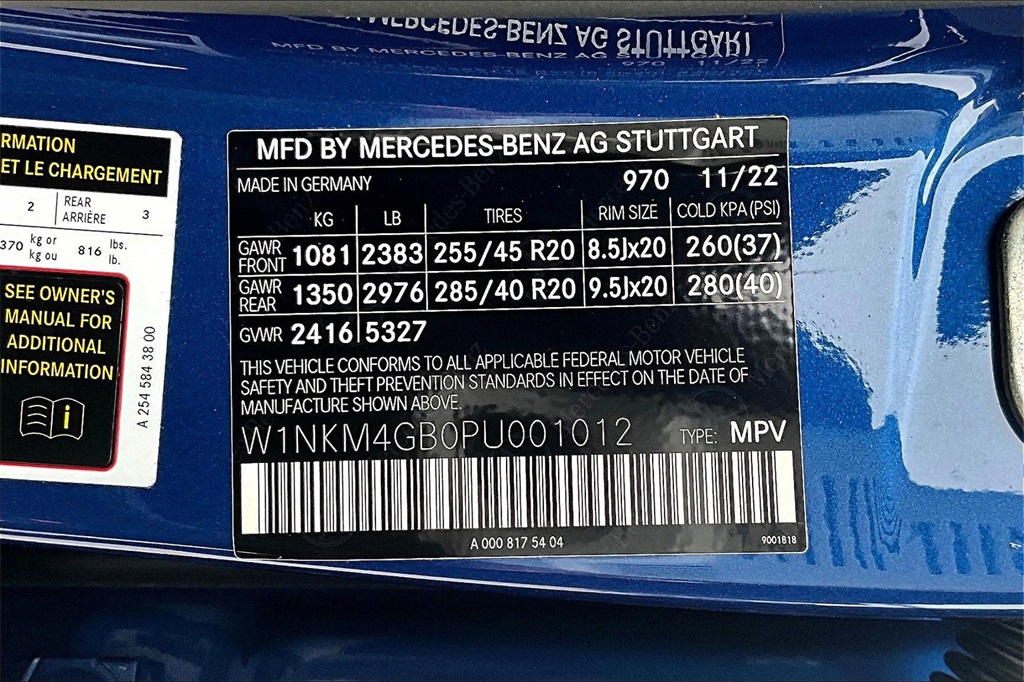 MFD BY MERCEDES-BENZ AG STUTTGART
970 11/22
RMATION
ET LE CHARGEMENT
2 REAR ARRIÈRE 3
370 kg or kg ou 816 lbs. lb.
SEE OWNER'S
MANUAL FOR
ADDITIONAL
INFORMATION
i
A 254 584 38 00
MFD BY MERCEDES-BENZ AG STUTTGART
MADE IN GERMANY 970 11/22
KG LB TIRES RIM SIZE COLD KPA (PSI)
GAWR FRONT 1081 2383 255/45 R20 8.5Jx20 260(37)
GAWR REAR 1350 2976 285/40 R20 9.5Jx20 280(40)
GVWR 2416 5327
THIS VEHICLE CONFORMS TO ALL APPLICABLE FEDERAL MOTOR VEHICLE
SAFETY AND THEFT PREVENTION STANDARDS IN EFFECT ON THE DATE OF
MANUFACTURE SHOWN ABOVE.
W1NKM4GB0PU001012 TYPE: MPV
A 000 817 54 04 9001818